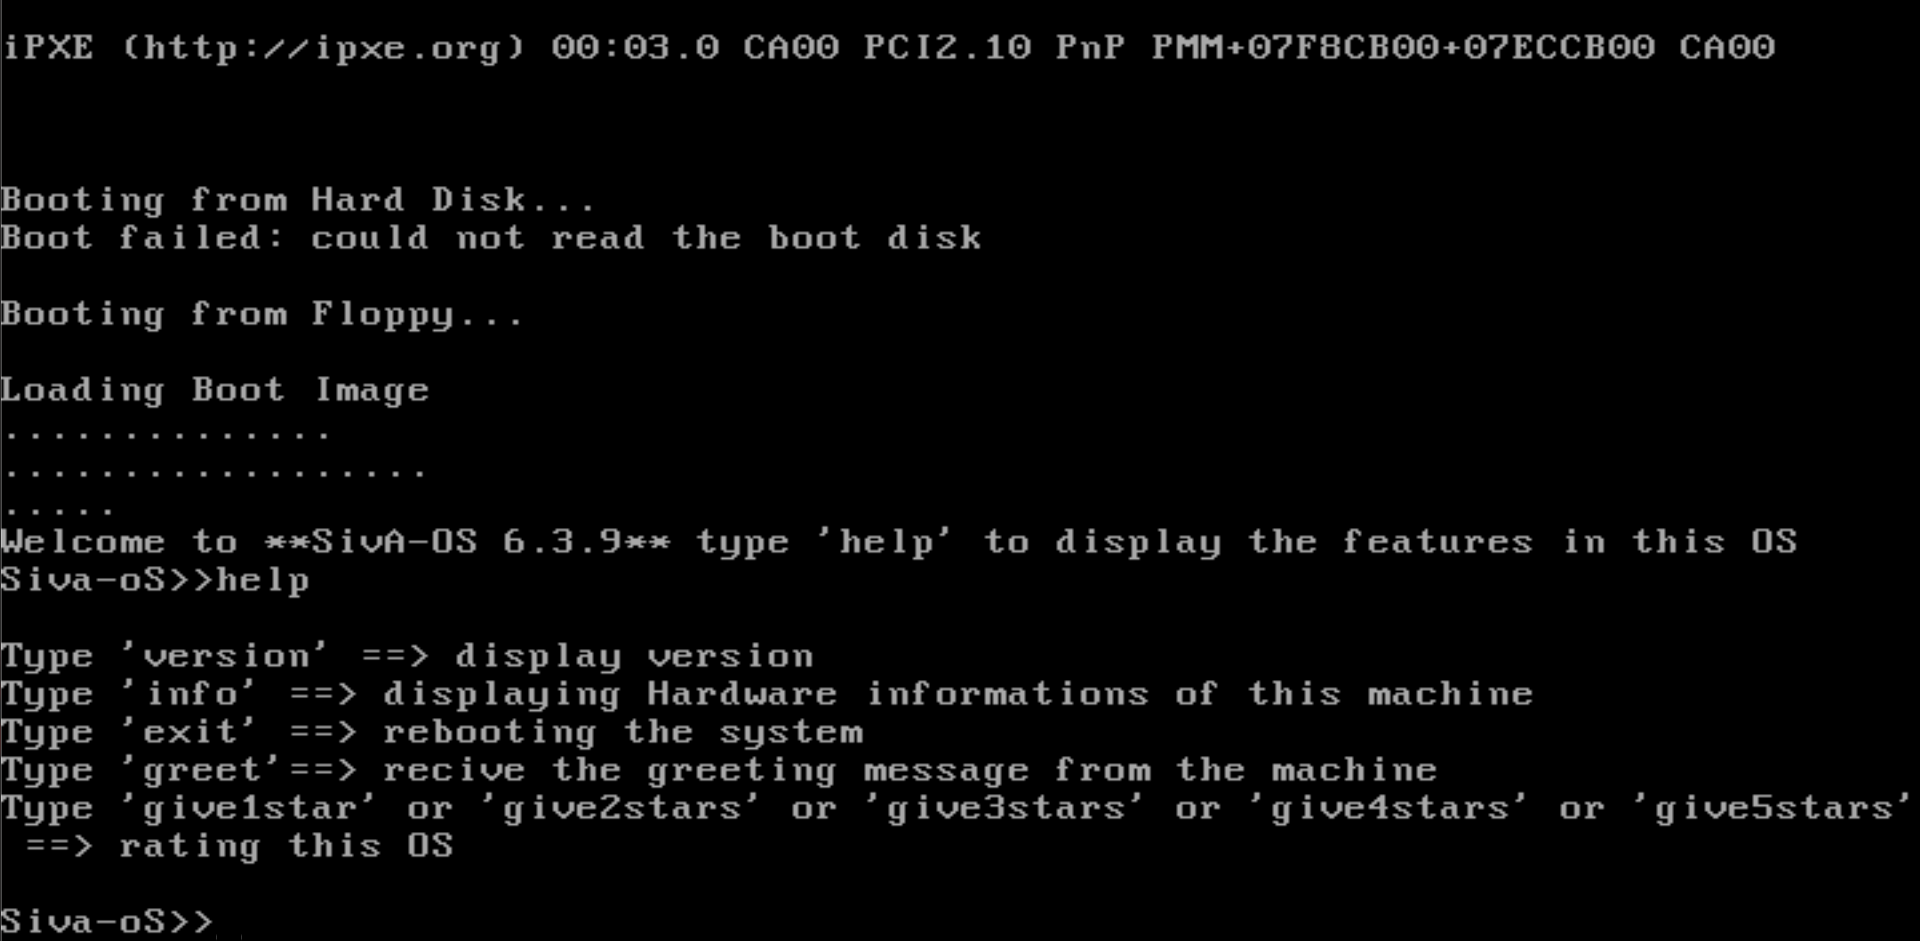 iPXE (http://ipxe.org) 00:03.0 CA00 PCI2.10 PnP PMM+07F8CB00+07ECCB00 CA00
Booting from Hard Disk...
Boot failed: could not read the boot disk
Booting from Floppy...
Loading Boot Image
..............
..................
.....
Welcome to **SivA-OS 6.3.9** type 'help' to display the features in this OS
Siva-oS>>help
Type 'version' ==> display version
Type 'info' ==> displaying Hardware informations of this machine
Type 'exit' ==> rebooting the system
Type 'greet'==> recive the greeting message from the machine
Type 'give1star' or 'give2stars' or 'give3stars' or 'give4stars' or 'give5stars'
 ==> rating this OS
Siva-oS>>